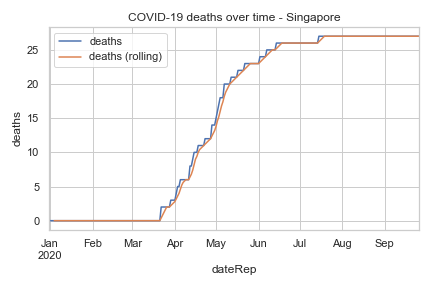 COVID-19 deaths over time - Singapore
deaths
deaths (rolling)
deaths
25
20
15
10
5
0
Jan Feb Mar Apr May Jun Jul Aug Sep
2020
dateRep